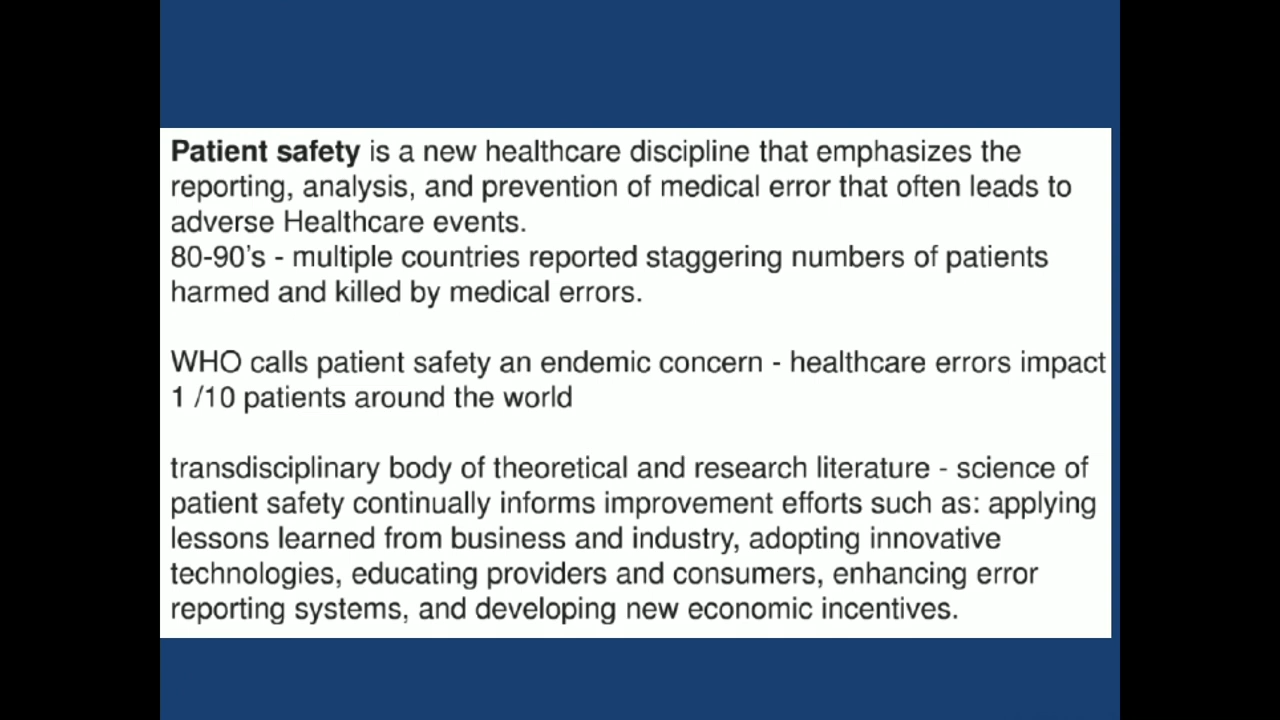 Patient safety is a new healthcare discipline that emphasizes the
reporting, analysis, and prevention of medical error that often leads to
adverse Healthcare events.
80-90’s - multiple countries reported staggering numbers of patients
harmed and killed by medical errors.
WHO calls patient safety an endemic concern - healthcare errors impact
1 /10 patients around the world
transdisciplinary body of theoretical and research literature - science of
patient safety continually informs improvement efforts such as: applying
lessons learned from business and industry, adopting innovative
technologies, educating providers and consumers, enhancing error
reporting systems, and developing new economic incentives.